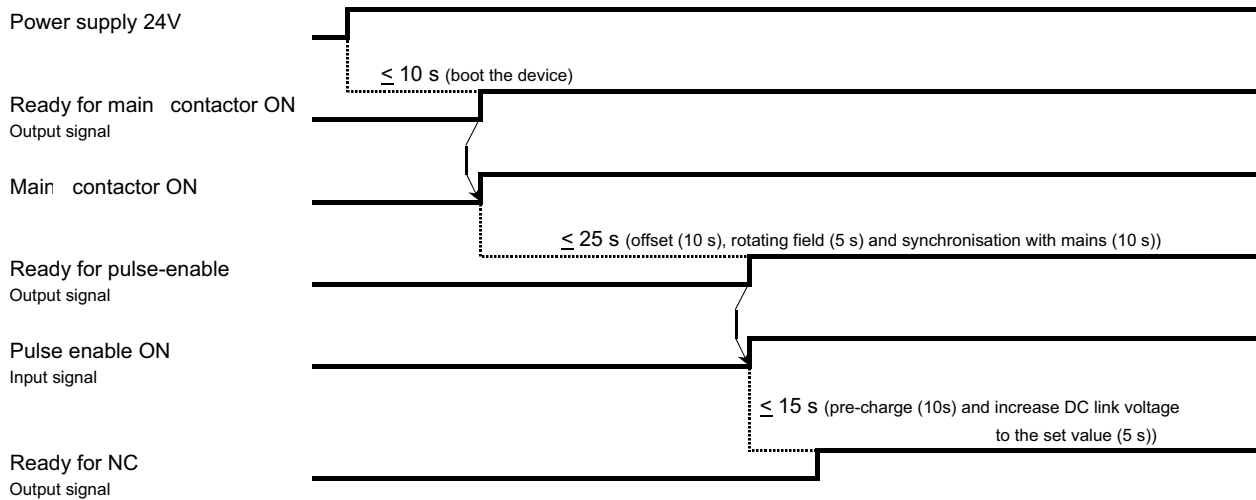 Power supply 24V
≤ 10 s (boot the device)
Ready for main contactor ON
Output signal
Main contactor ON
≤ 25 s (offset (10 s), rotating field (5 s) and synchronisation with mains (10 s))
Ready for pulse-enable
Output signal
Pulse enable ON
Input signal
≤ 15 s (pre-charge (10s) and increase DC link voltage
to the set value (5 s))
Ready for NC
Output signal